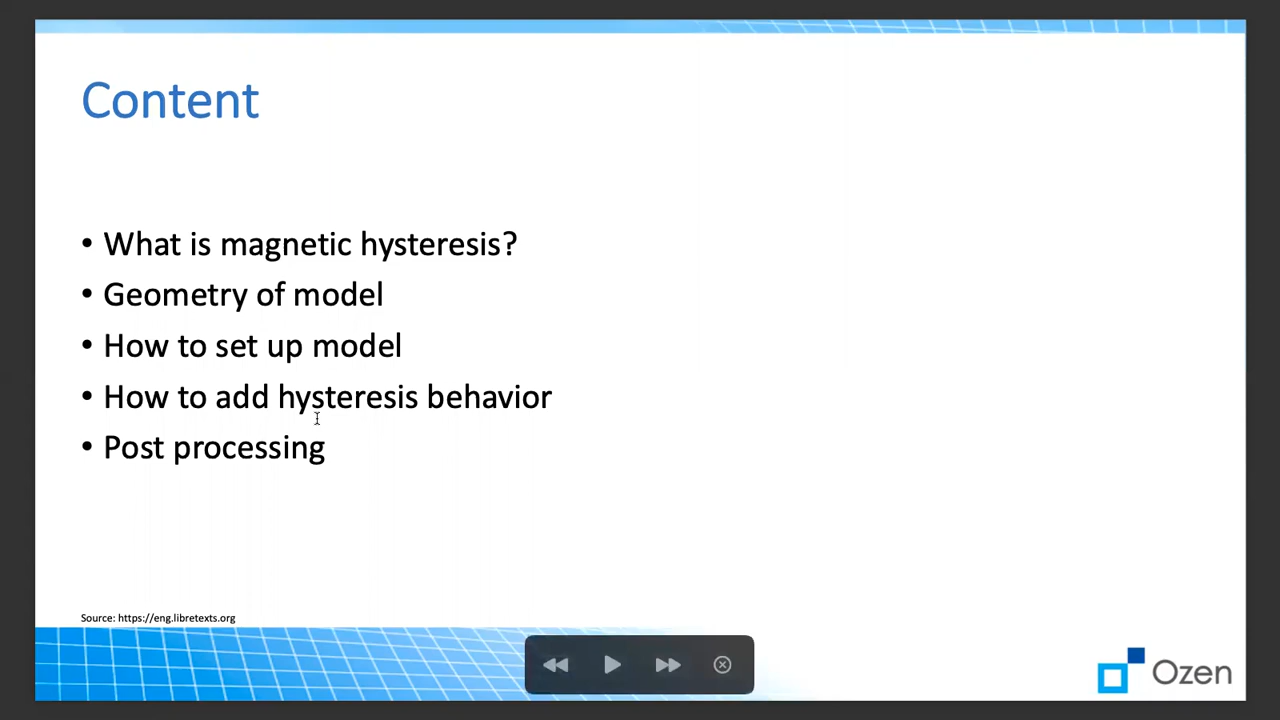 Content
• What is magnetic hysteresis?
• Geometry of model
• How to set up model
• How to add hysteresis behavior
• Post processing
Source: https://eng.libretexts.org
Ozen